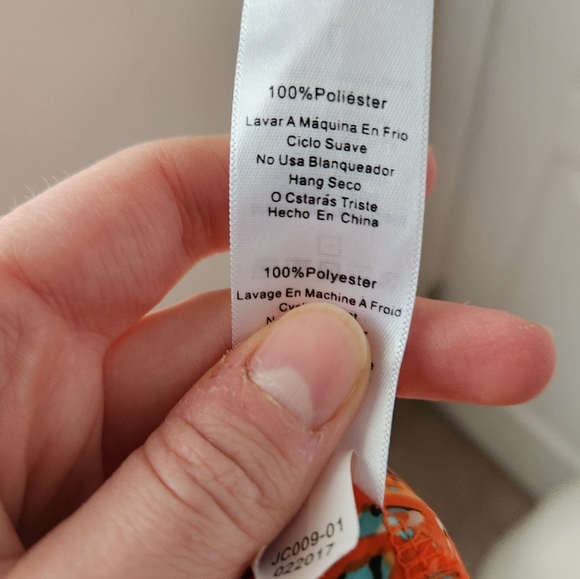 100%Poliéster
Lavar A Máquina En Frio
Ciclo Suave
No Usa Blanqueador
Hang Seco
O Cstarás Triste
Hecho En China
100%Polyester
Lavage En Machine A Froid
JC009-01
022017